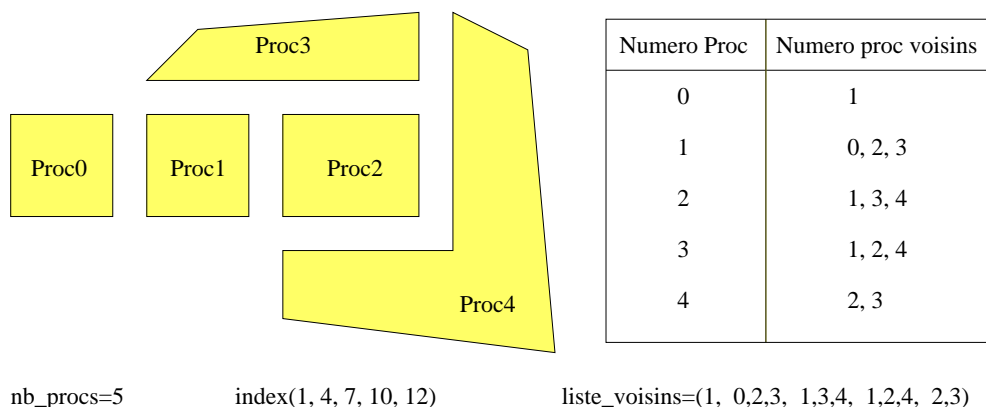 Proc3
Proc0
Proc1
Proc2
Proc4
Numero Proc Numero proc voisins
0 1
1 0, 2, 3
2 1, 3, 4
3 1, 2, 4
4 2, 3
nb_procs=5 index(1, 4, 7, 10, 12) liste_voisins=(1, 0,2,3, 1,3,4, 1,2,4, 2,3)